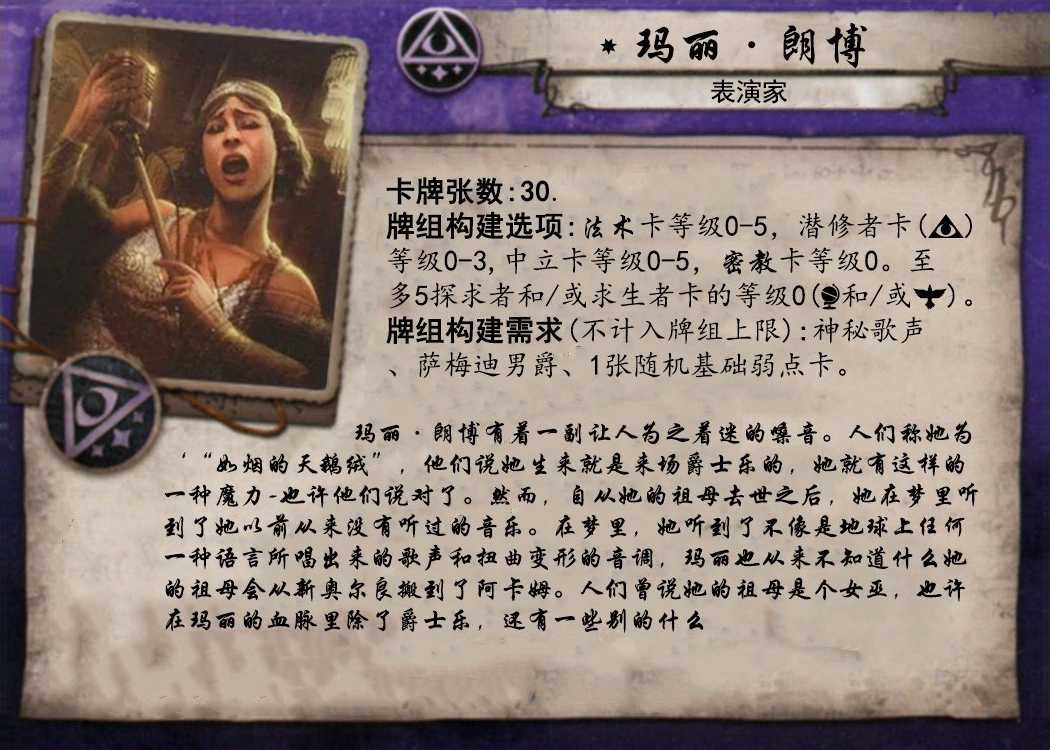 玛丽·朗博
表演家
卡牌张数:30.
牌组构建选项:法术卡等级0-5，潜修者卡()
等级0-3,中立卡等级0-5，密教卡等级0。至
多5探求者和/或求生者卡的等级0(和/或)。
牌组构建需求(不计入牌组上限):神秘歌声
、萨梅迪男爵、1张随机基础弱点卡。
玛丽·朗博有着一副让人为之着迷的嗓音。人们称她为
‘“如烟的天鹅绒”，他们说她生来就是来场爵士乐的，她就有这样的
一种魔力-也许他们说对了。然而，自从她的祖母去世之后，她在梦里听
到了她以前从来没有听过的音乐。在梦里，她听到了不像是地球上任何
一种语言所唱出来的歌声和扭曲变形的音调，玛丽也从来不知道什么她
的祖母会从新奥尔良搬到了阿卡姆。人们曾说她的祖母是个女巫，也许
在玛丽的血脉里除了爵士乐，还有一些别的什么